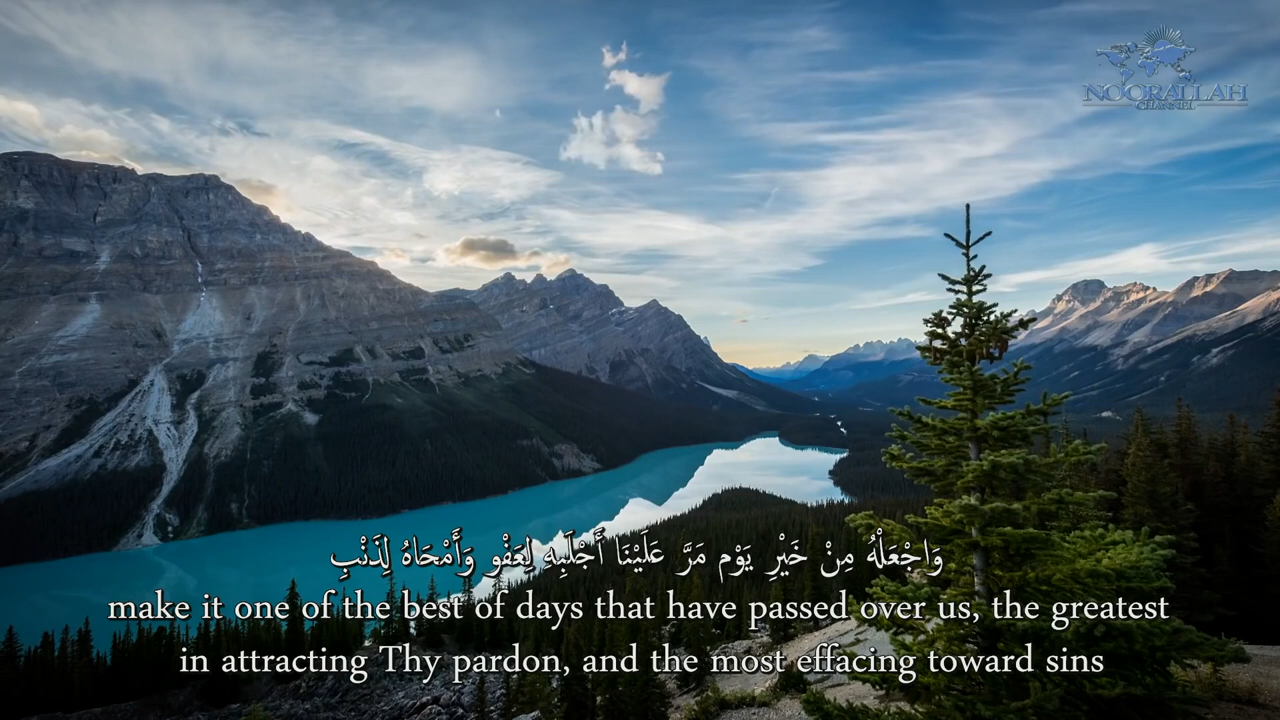 NOORALLAH
CHANNEL
وَاجْعَلْهُ مِنْ خَيْرِ يَوْمٍ مَرَّ عَلَيْنَا أَجْلَبِهِ لِعَفْوٍ وَأَمْحَاهُ لِذَنْبٍ
make it one of the best of days that have passed over us, the greatest
in attracting Thy pardon, and the most effacing toward sins